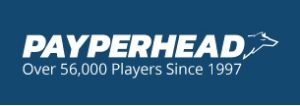 PAYPERHEAD
Over 56,000 Players Since 1997